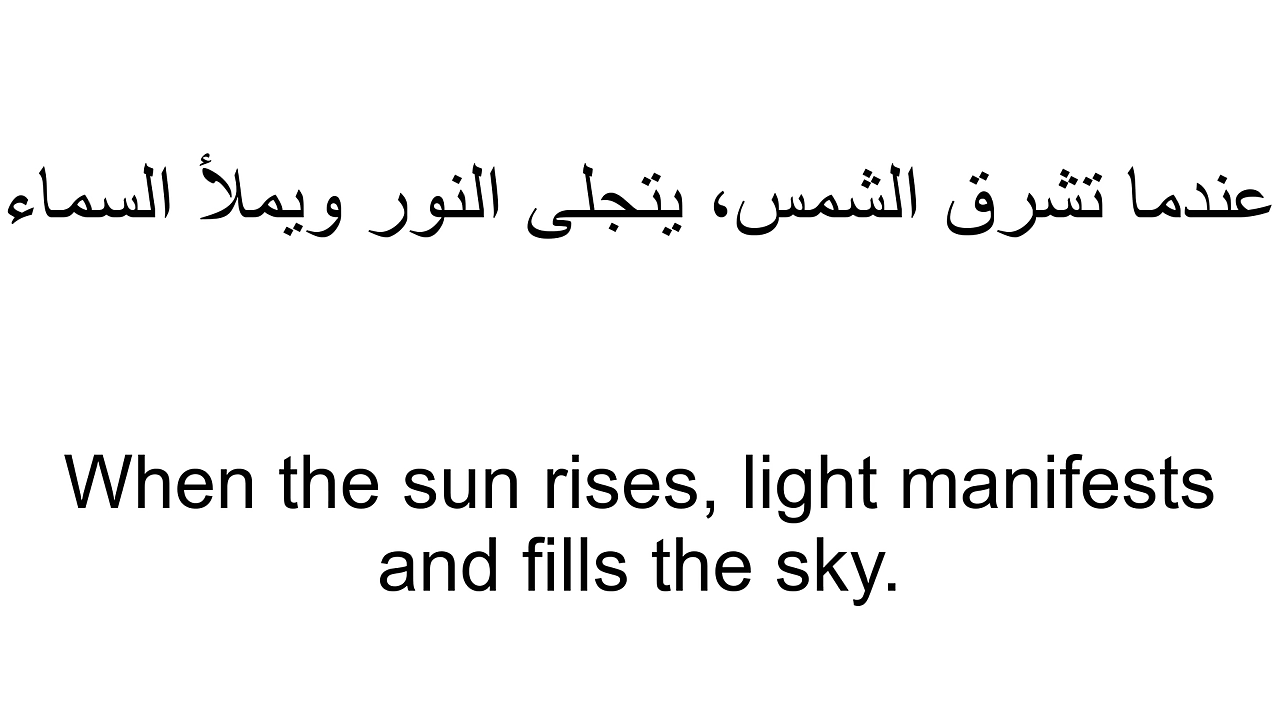 عندما تشرق الشمس، يتجلى النور ويملأ السماء
When the sun rises, light manifests
and fills the sky.